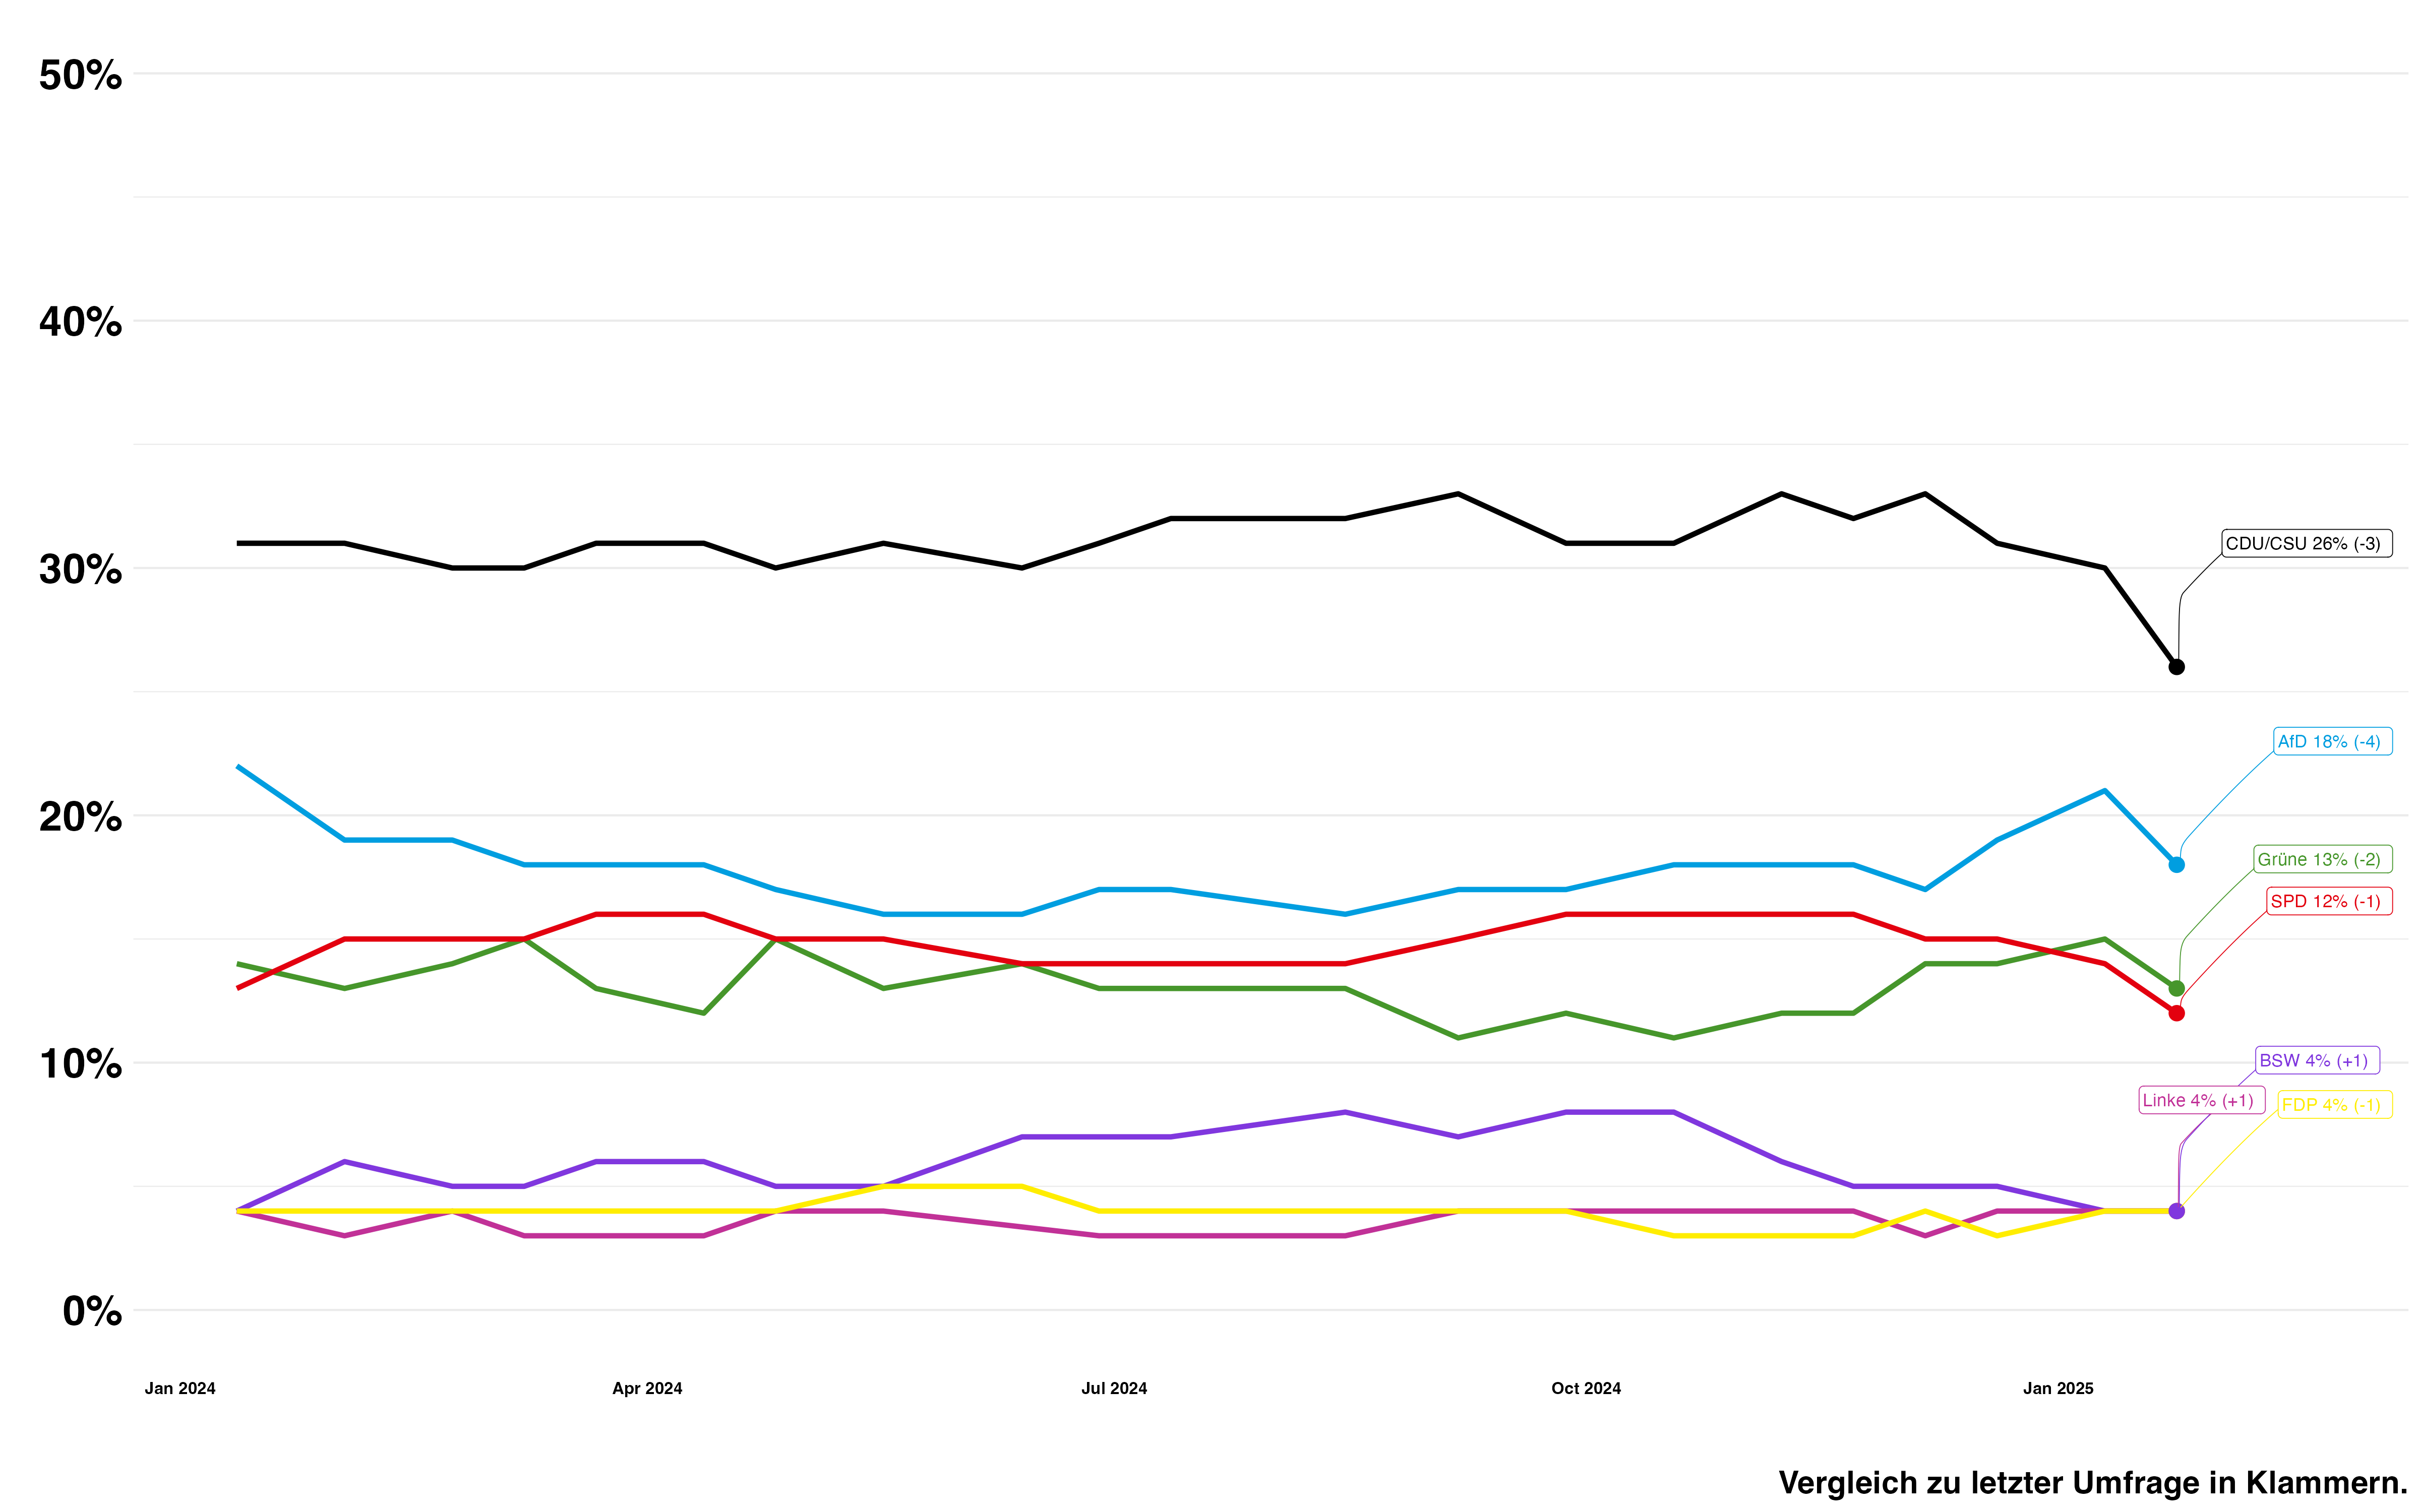 50%
40%
30%
20%
10%
0%
CDU/CSU 26% (-3)
AfD 18% (-4)
Grüne 13% (-2)
SPD 12% (-1)
BSW 4% (+1)
Linke 4% (+1)
FDP 4% (-1)
Jan 2024
Apr 2024
Jul 2024
Oct 2024
Jan 2025
Vergleich zu letzter Umfrage in Klammern.